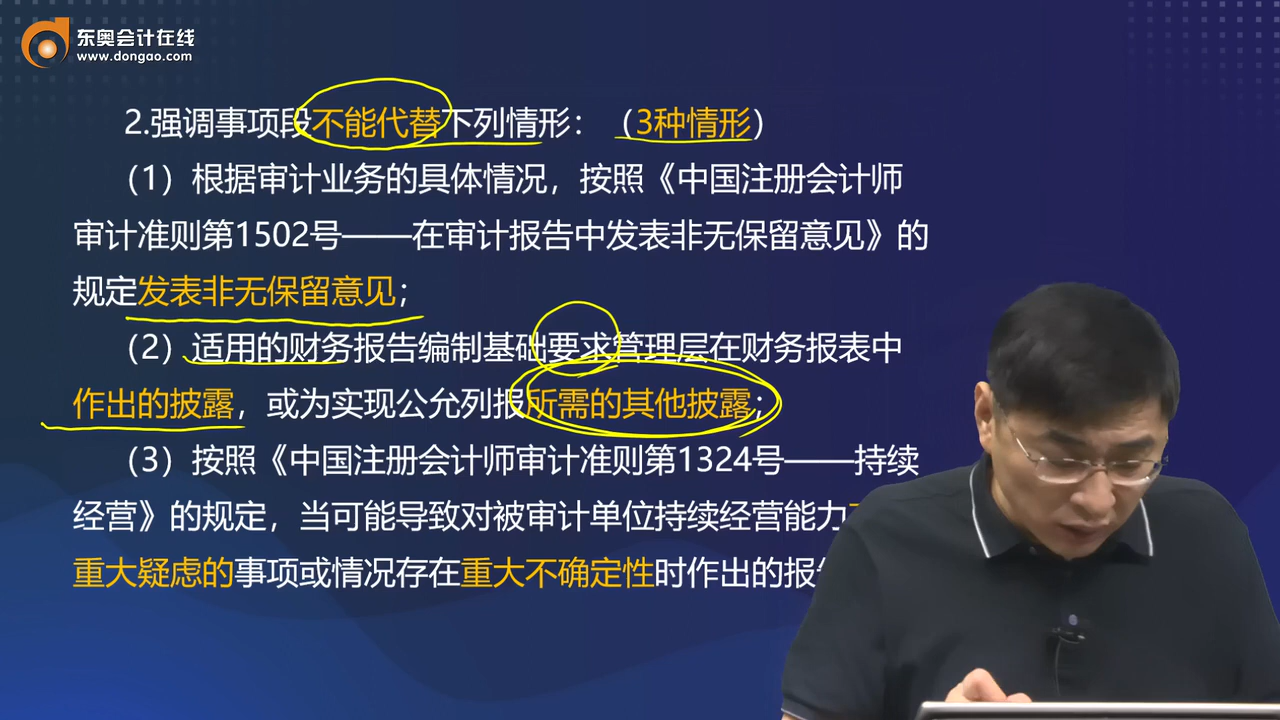 东奥会计在线
www.dongao.com
2.强调事项段不能代替下列情形：（3种情形）
（1）根据审计业务的具体情况，按照《中国注册会计师
审计准则第1502号——在审计报告中发表非无保留意见》的
规定发表非无保留意见；
（2）适用的财务报告编制基础要求管理层在财务报表中
作出的披露，或为实现公允列报所需的其他披露；
（3）按照《中国注册会计师审计准则第1324号——持续
经营》的规定，当可能导致对被审计单位持续经营能力
重大疑虑的事项或情况存在重大不确定性时作出的报